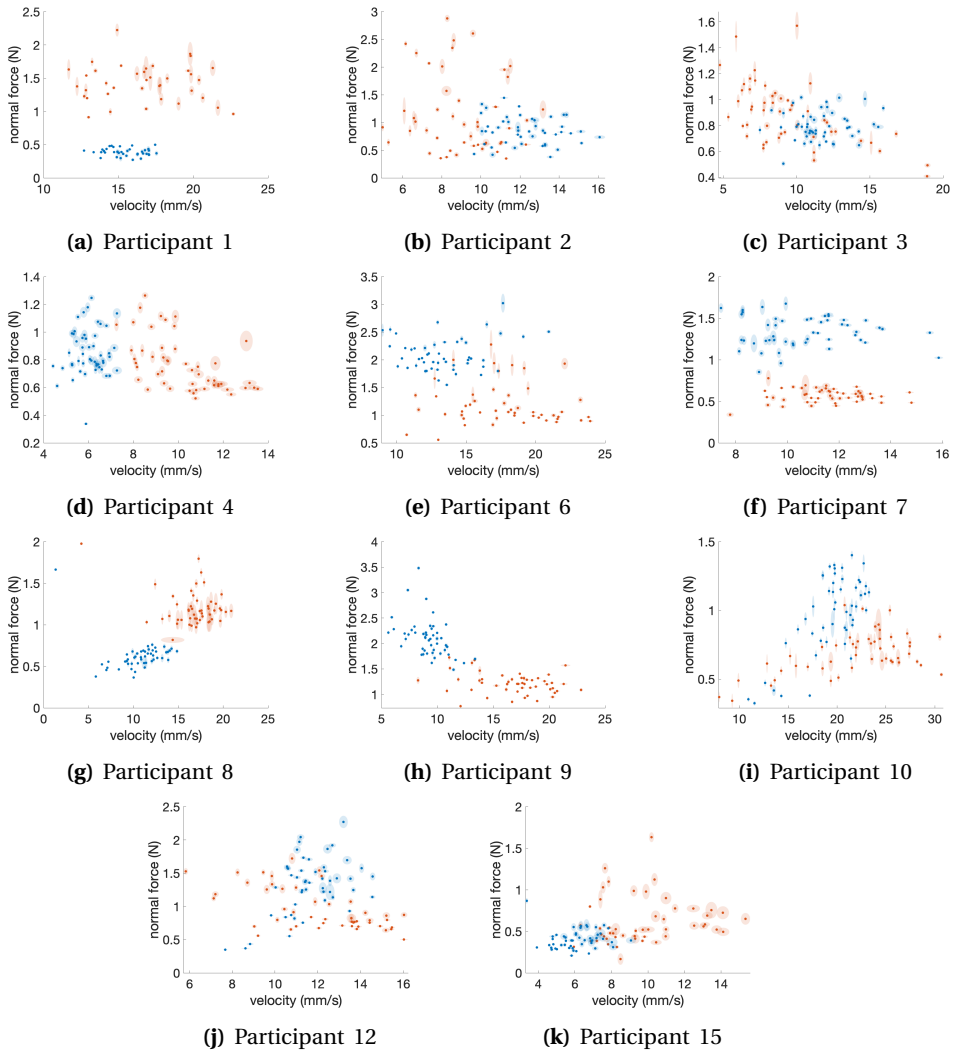 2.5
2
1.5
1
0.5
0
10 15 20 25
normal force (N)
velocity (mm/s)
(a) Participant 1
3
2.5
2
1.5
1
0.5
0
6 8 10 12 14 16
normal force (N)
velocity (mm/s)
(b) Participant 2
1.6
1.4
1.2
1
0.8
0.6
0.4
5 10 15 20
normal force (N)
velocity (mm/s)
(c) Participant 3
1.4
1.2
1
0.8
0.6
0.4
0.2
4 6 8 10 12 14
normal force (N)
velocity (mm/s)
(d) Participant 4
3.5
3
2.5
2
1.5
1
0.5
10 15 20 25
normal force (N)
velocity (mm/s)
(e) Participant 6
2
1.5
1
0.5
0
8 10 12 14 16
normal force (N)
velocity (mm/s)
(f) Participant 7
2
1.5
1
0.5
0
0 5 10 15 20 25
normal force (N)
velocity (mm/s)
(g) Participant 8
4
3.5
3
2.5
2
1.5
1
5 10 15 20 25
normal force (N)
velocity (mm/s)
(h) Participant 9
1.5
1
0.5
10 15 20 25 30
normal force (N)
velocity (mm/s)
(i) Participant 10
2.5
2
1.5
1
0.5
0
6 8 10 12 14 16
normal force (N)
velocity (mm/s)
(j) Participant 12
2
1.5
1
0.5
0
4 6 8 10 12 14
normal force (N)
velocity (mm/s)
(k) Participant 15